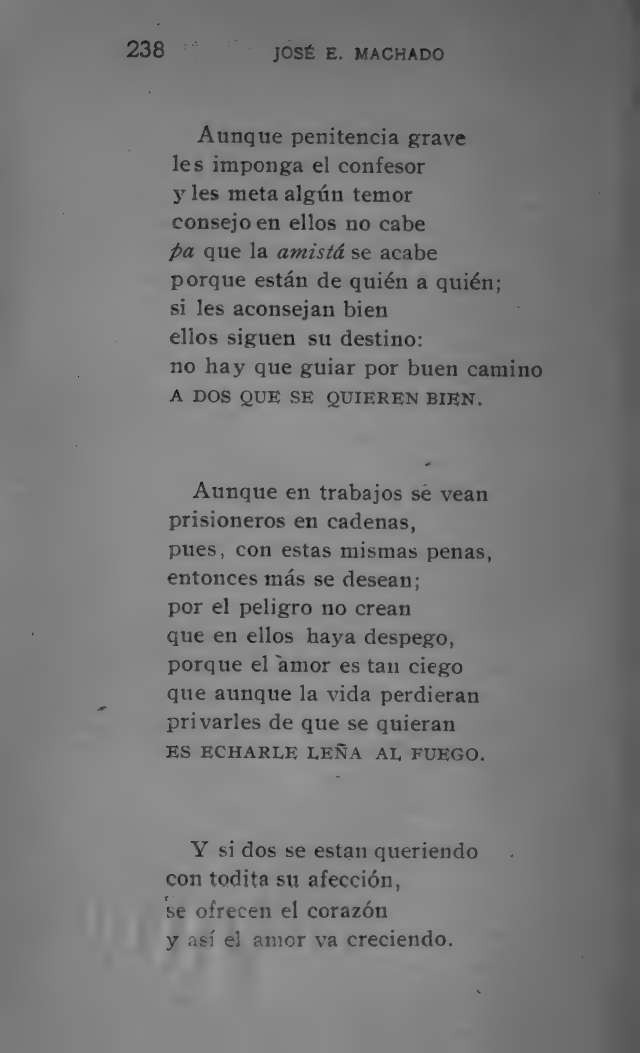 238 JOSÉ E. MACHADO
Aunque penitencia grave
les imponga el confesor
y les meta algún temor
consejo en ellos no cabe
pa que la amistá se acabe
porque están de quién a quién;
si les aconsejan bien
ellos siguen su destino:
no hay que guiar por buen camino
A DOS QUE SE QUIEREN BIEN.
Aunque en trabajos se vean
prisioneros en cadenas,
pues, con estas mismas penas,
entonces más se desean;
por el peligro no crean
que en ellos haya despego,
porque el amor es tan ciego
que aunque la vida perdieran
privarles de que se quieran
ES ECHARLE LEÑA AL FUEGO.
Y si dos se estan queriendo
con todita su afección,
se ofrecen el corazón
y así el amor va creciendo.